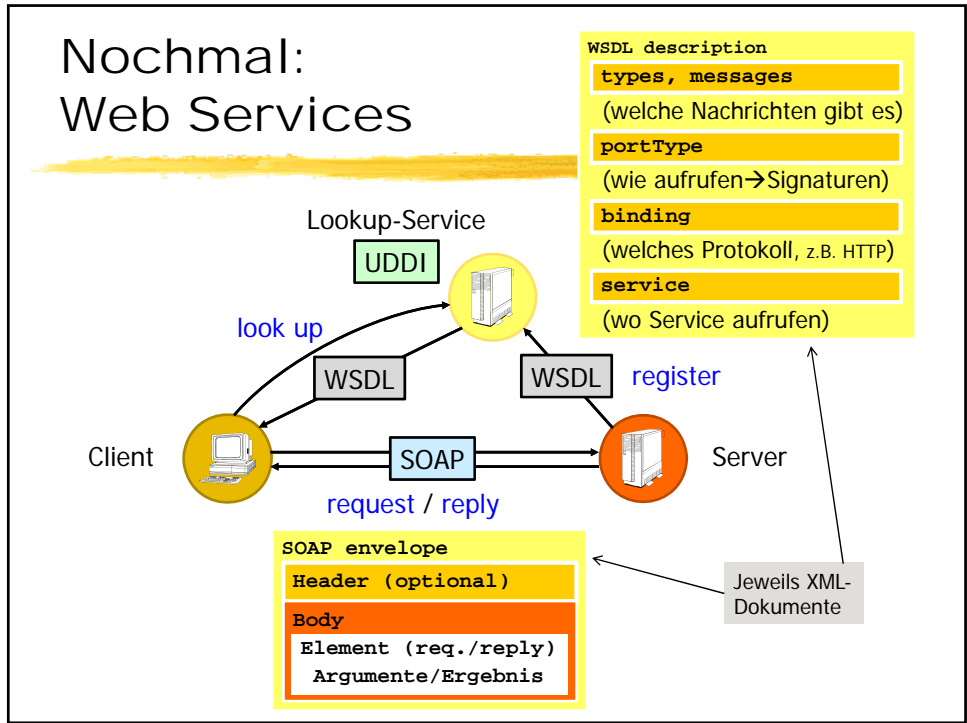 Nochmal:
Web Services
WSDL description
types, messages
(welche Nachrichten gibt es)
portType
(wie aufrufen→Signaturen)
binding
(welches Protokoll, z.B. HTTP)
service
(wo Service aufrufen)
Lookup-Service
UDDI
look up
WSDL
WSDL
register
Client
SOAP
Server
request / reply
SOAP envelope
Header (optional)
Body
Element (req./reply)
Argumente/Ergebnis
Jeweils XML-
Dokumente